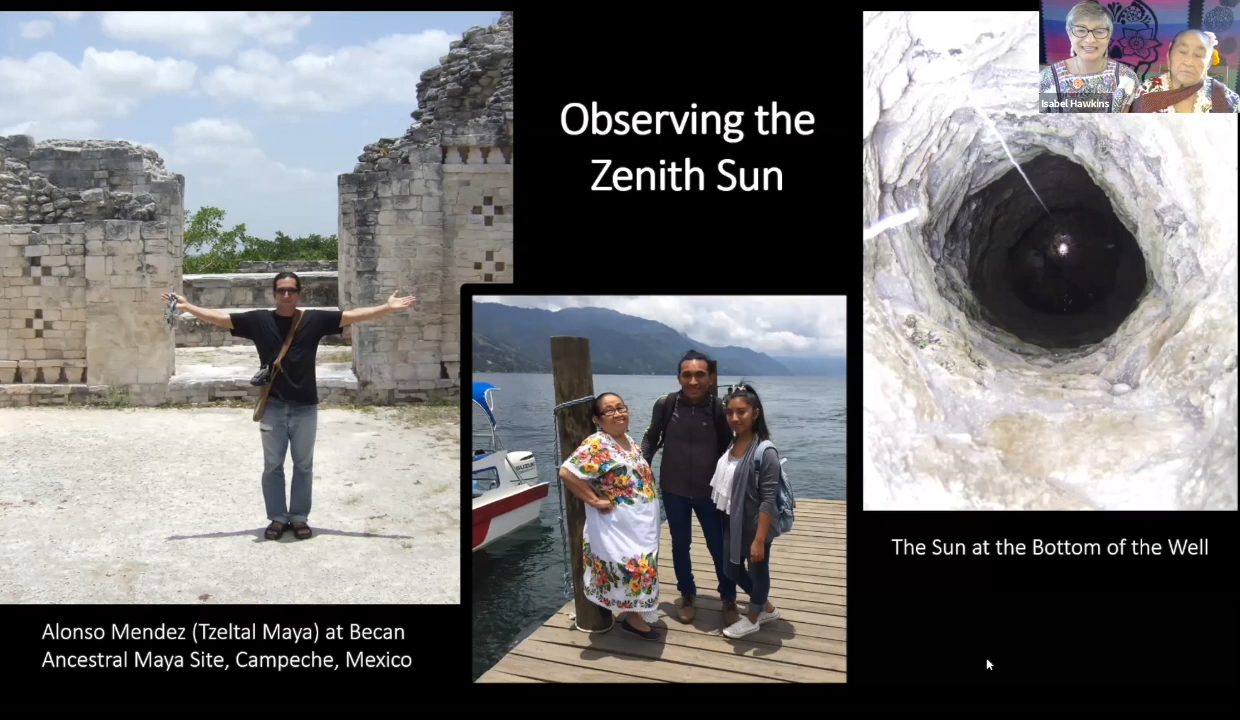 Observing the
Zenith Sun
Isabel Hawkins
SUZUKI
The Sun at the Bottom of the Well
Alonso Mendez (Tzeltal Maya) at Becan
Ancestral Maya Site, Campeche, Mexico